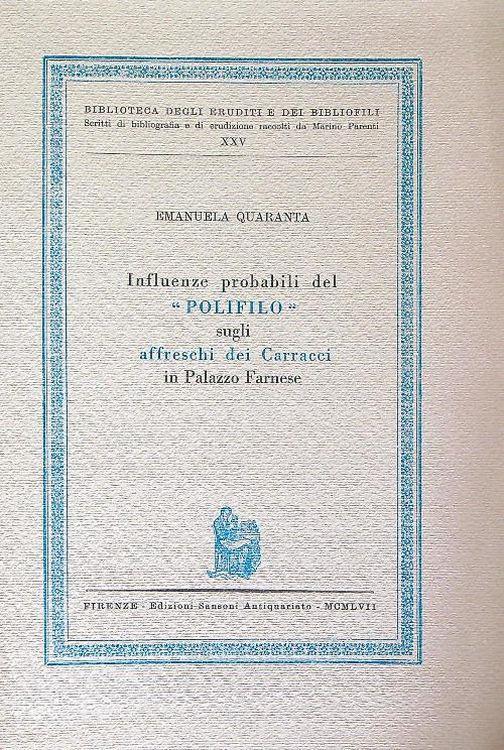 BIBLIOTECA DEGLI ERUDITI E DEI BIBLIOFILI
Scritti di bibliografia e di erudizione raccolti da Marino Parenti
XXV
EMANUELA QUARANTA
Influenze probabili del
“ POLIFILO „
sugli
affreschi dei Carracci
in Palazzo Farnese
FIRENZE - Edizioni Sansoni Antiquariato - MCMLVII